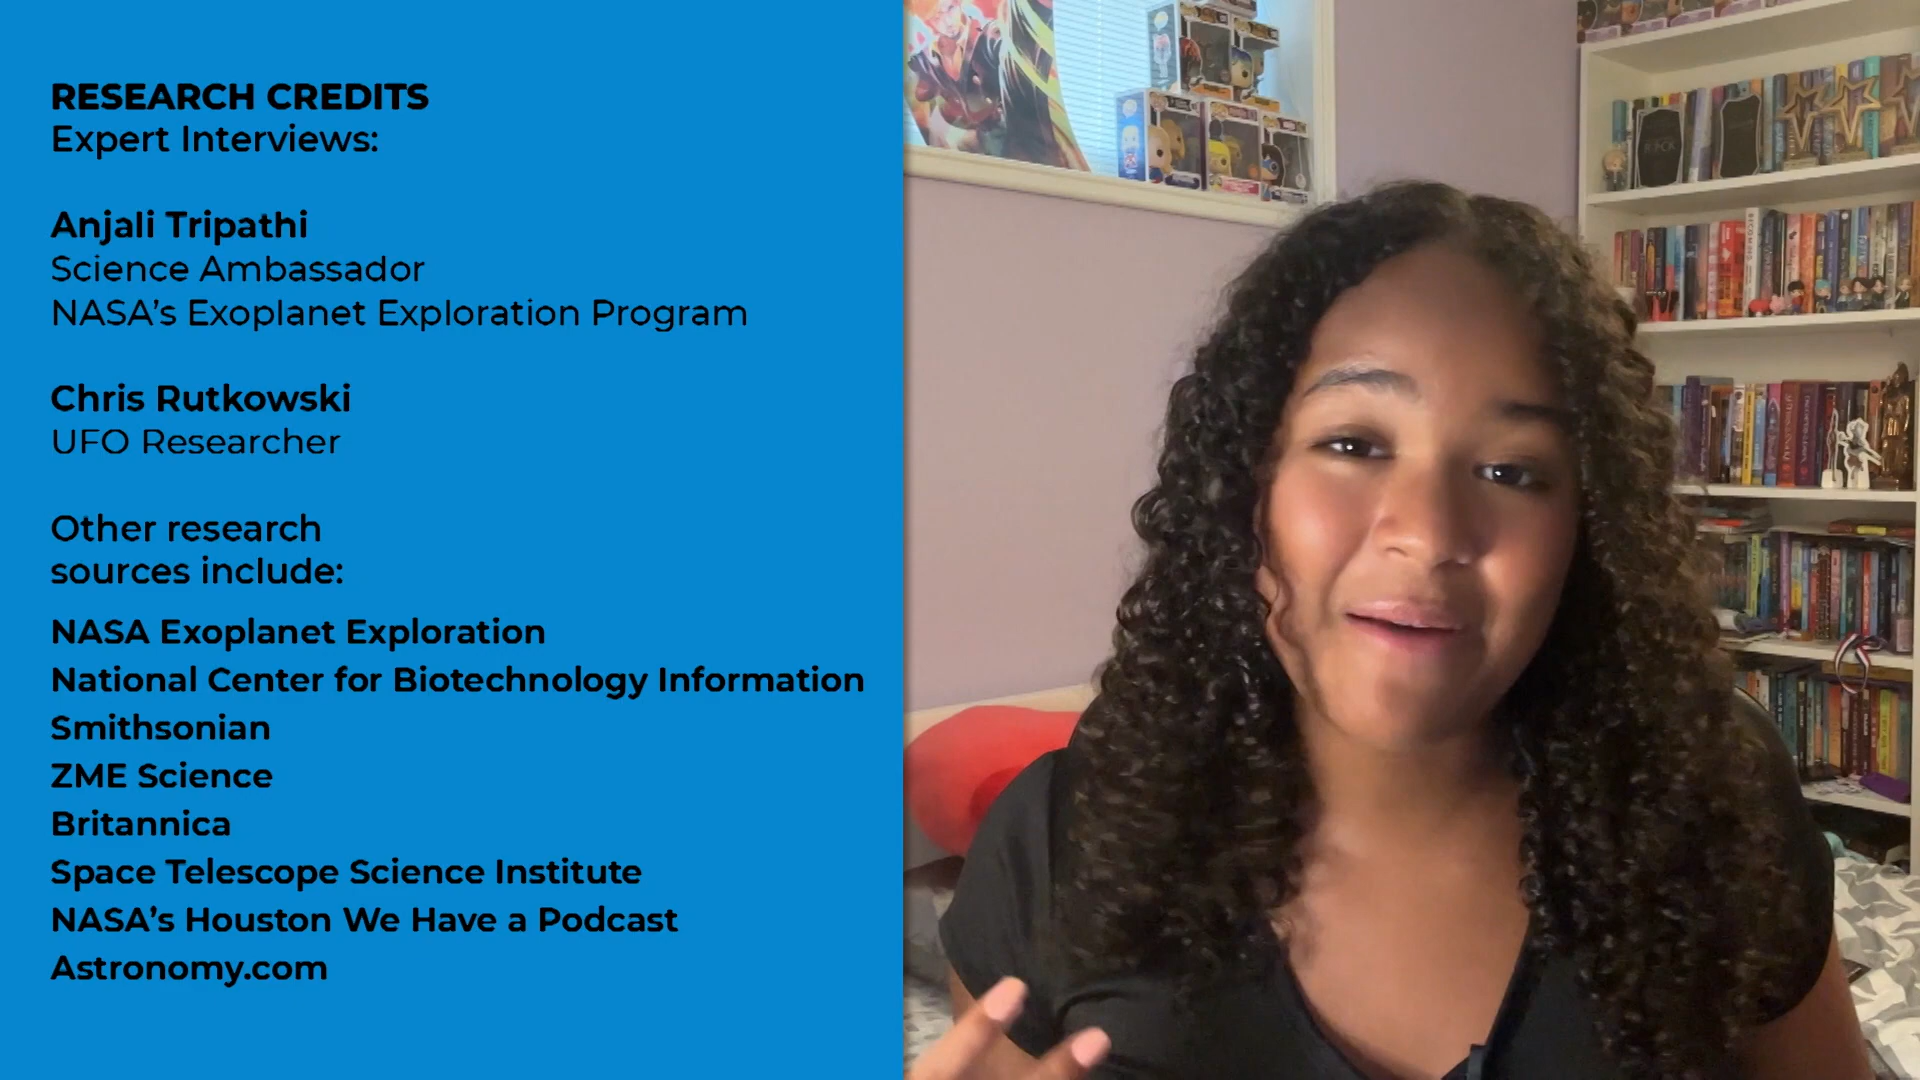 RESEARCH CREDITS
Expert Interviews:
Anjali Tripathi
Science Ambassador
NASA’s Exoplanet Exploration Program
Chris Rutkowski
UFO Researcher
Other research
sources include:
NASA Exoplanet Exploration
National Center for Biotechnology Information
Smithsonian
ZME Science
Britannica
Space Telescope Science Institute
NASA’s Houston We Have a Podcast
Astronomy.com